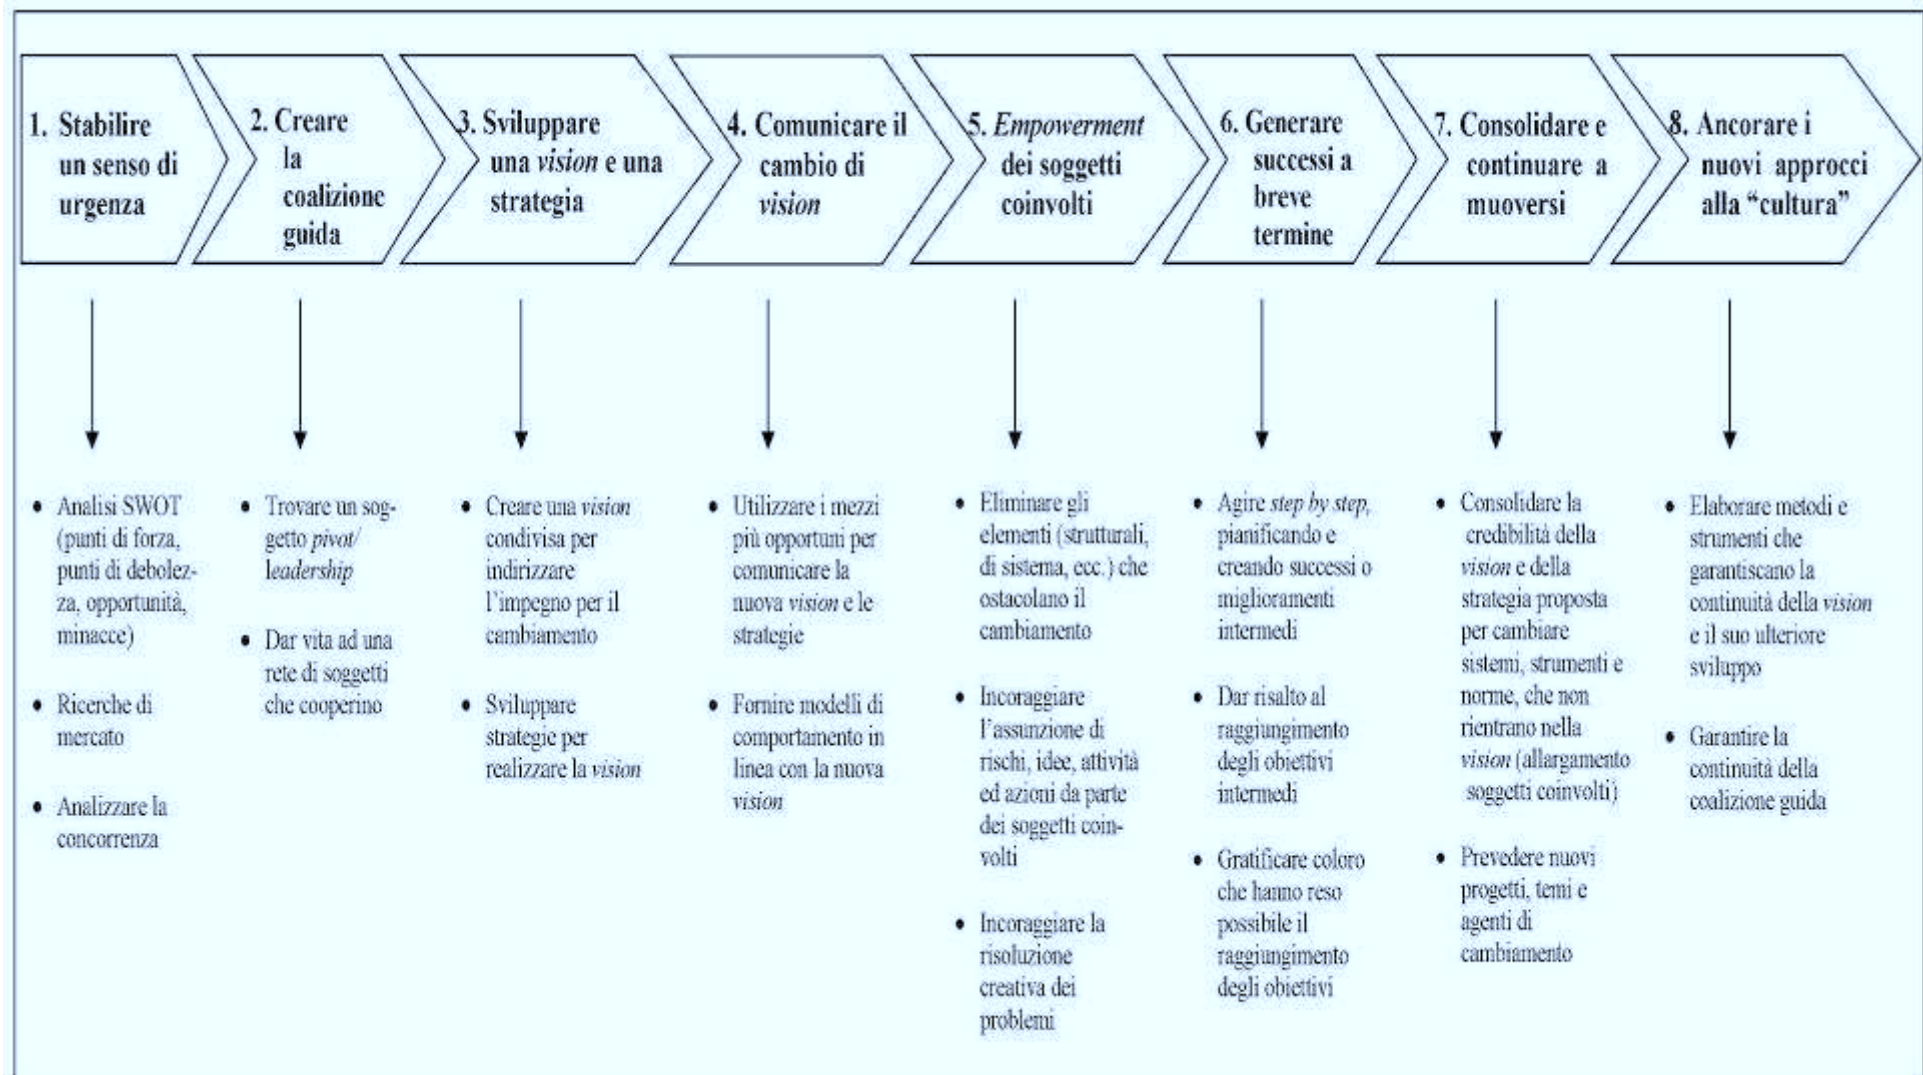 1. Stabilire
un senso di
urgenza
2. Creare
la
coalizione
guida
3. Sviluppare
una vision e una
strategia
4. Comunicare il
cambio di
vision
5. Empowerment
dei soggetti
coinvolti
6. Generare
successi a
breve
termine
7. Consolidare e
continuare a
muoversi
8. Ancorare i
nuovi approcci
alla “cultura”
• Analisi SWOT
(punti di forza,
punti di debolez-
za, opportunità,
minacce)
• Ricerche di
mercato
• Analizzare la
concorrenza
• Trovare un sog-
getto pivot/
leadership
• Dar vita ad una
rete di soggetti
che cooperino
• Creare una vision
condivisa per
indirizzare
l’impegno per il
cambiamento
• Sviluppare
strategie per
realizzare la vision
• Utilizzare i mezzi
più opportuni per
comunicare la
nuova vision e le
strategie
• Fornire modelli di
comportamento in
linea con la nuova
vision
• Eliminare gli
elementi (strutturali,
di sistema, ecc.) che
ostacolano il
cambiamento
• Incoraggiare
l’assunzione di
rischi, idee, attività
ed azioni da parte
dei soggetti coin-
volti
• Incoraggiare la
risoluzione
creativa dei
problemi
• Agire step by step,
pianificando e
creando successi o
miglioramenti
intermedi
• Dar risalto al
raggiungimento
degli obiettivi
intermedi
• Gratificare coloro
che hanno reso
possibile il
raggiungimento
degli obiettivi
• Consolidare la
credibilità della
vision e della
strategia proposta
per cambiare
sistemi, strumenti e
norme, che non
rientrano nella
vision (allargamento
soggetti coinvolti)
• Prevedere nuovi
progetti, temi e
agenti di
cambiamento
• Elaborare metodi e
strumenti che
garantiscano la
continuità della vision
e il suo ulteriore
sviluppo
• Garantire la
continuità della
coalizione guida